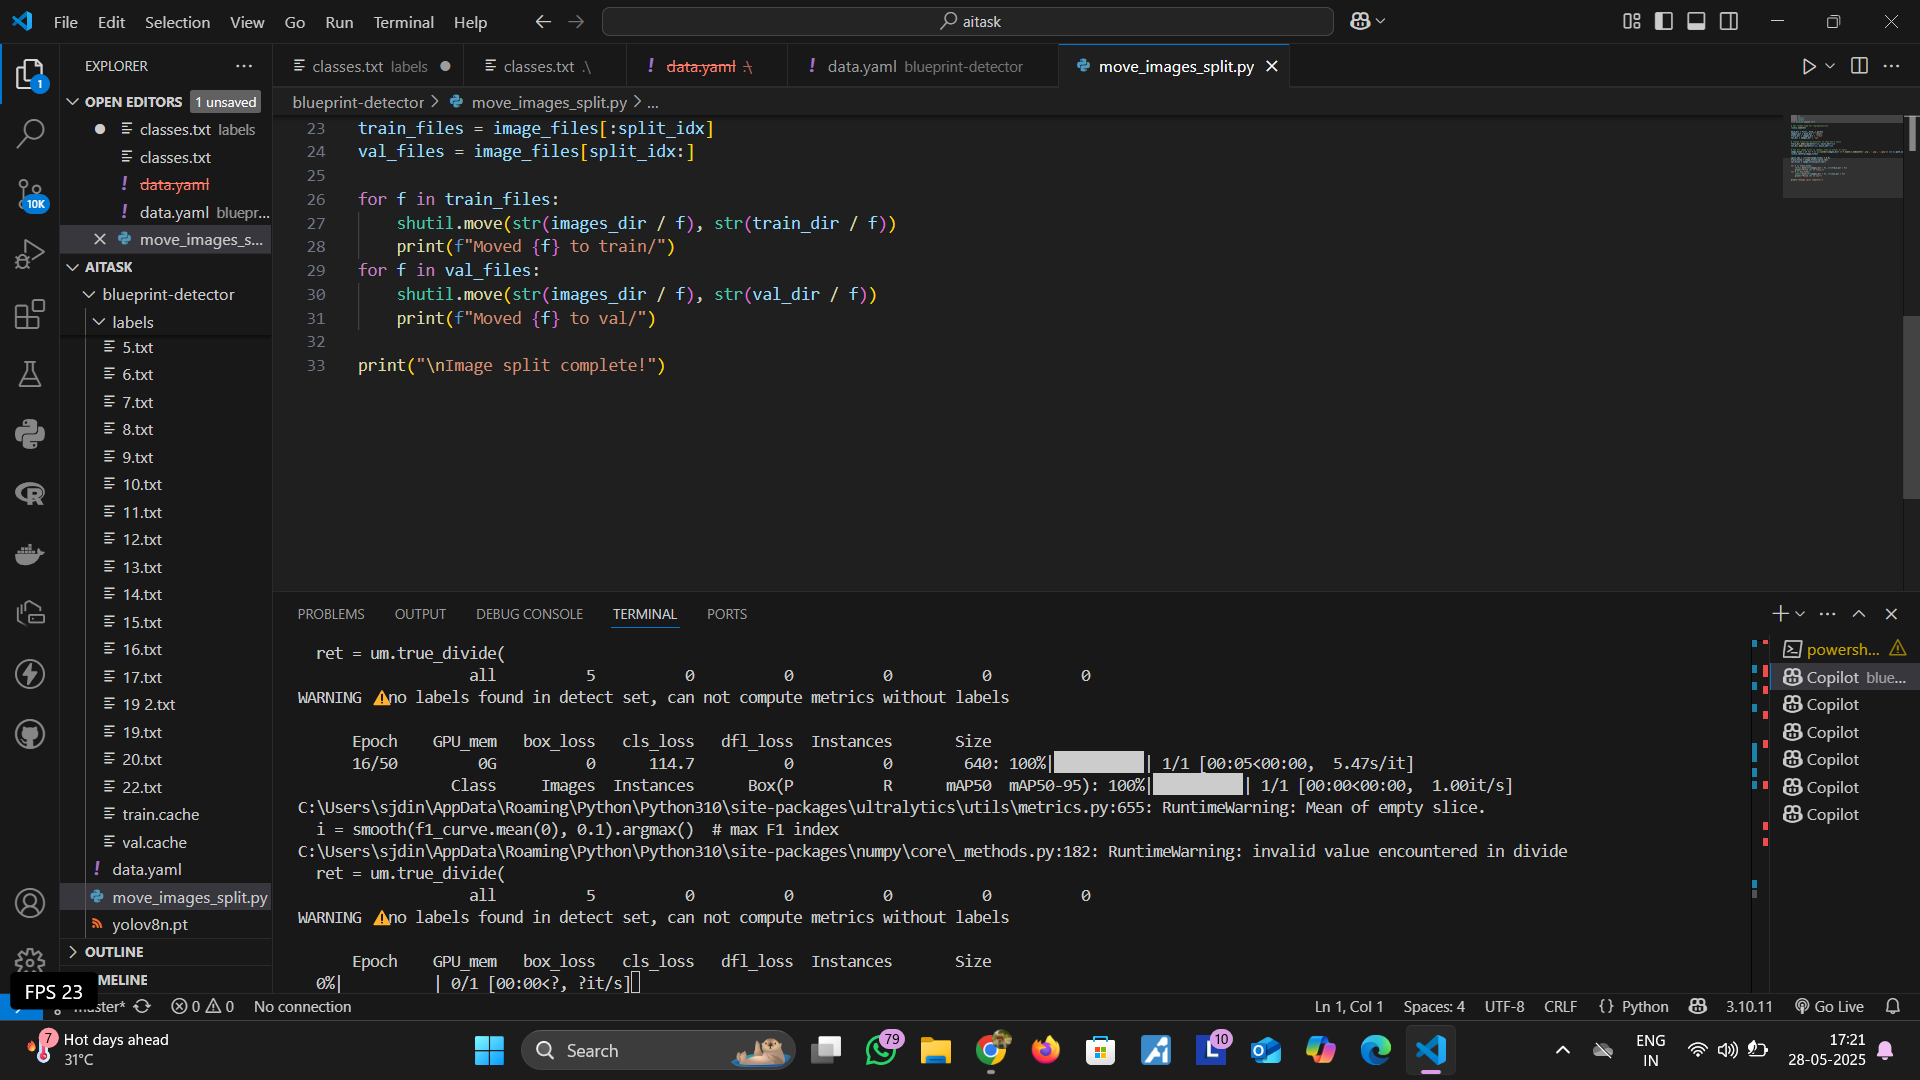 File Edit Selection View Go Run Terminal Help
aitask
EXPLORER
classes.txt labels
classes.txt .\
data.yaml .\
data.yaml blueprint-detector
move_images_split.py
OPEN EDITORS 1 unsaved
classes.txt labels
classes.txt
data.yaml
data.yaml bluepr...
move_images_s...
AITASK
blueprint-detector
labels
5.txt
6.txt
7.txt
8.txt
9.txt
10.txt
11.txt
12.txt
13.txt
14.txt
15.txt
16.txt
17.txt
19 2.txt
19.txt
20.txt
22.txt
train.cache
val.cache
data.yaml
move_images_split.py
yolov8n.pt
OUTLINE
MELINE
1
10K
blueprint-detector > move_images_split.py > ...
23 train_files = image_files[:split_idx]
24 val_files = image_files[split_idx:]
25
26 for f in train_files:
27 shutil.move(str(images_dir / f), str(train_dir / f))
28 print(f"Moved {f} to train/")
29 for f in val_files:
30 shutil.move(str(images_dir / f), str(val_dir / f))
31 print(f"Moved {f} to val/")
32
33 print("\nImage split complete!")
PROBLEMS OUTPUT DEBUG CONSOLE TERMINAL PORTS
ret = um.true_divide(
all 5 0 0 0 0 0
WARNING ⚠️no labels found in detect set, can not compute metrics without labels
Epoch GPU_mem box_loss cls_loss dfl_loss Instances Size
16/50 0G 0 114.7 0 0 640: 100%| | 1/1 [00:05<00:00, 5.47s/it]
Class Images Instances Box(P R mAP50 mAP50-95): 100%| | 1/1 [00:00<00:00, 1.00it/s]
C:\Users\sjdin\AppData\Roaming\Python\Python310\site-packages\ultralytics\utils\metrics.py:655: RuntimeWarning: Mean of empty slice.
i = smooth(f1_curve.mean(0), 0.1).argmax() # max F1 index
C:\Users\sjdin\AppData\Roaming\Python\Python310\site-packages\numpy\core\_methods.py:182: RuntimeWarning: invalid value encountered in divide
ret = um.true_divide(
all 5 0 0 0 0 0
WARNING ⚠️no labels found in detect set, can not compute metrics without labels
Epoch GPU_mem box_loss cls_loss dfl_loss Instances Size
0%| | 0/1 [00:00<?, ?it/s]
powersh...
Copilot blue...
Copilot
Copilot
Copilot
Copilot
Copilot
FPS 23
master* 0 0 No connection
Ln 1, Col 1 Spaces: 4 UTF-8 CRLF {} Python 3.10.11 Go Live
7
Hot days ahead
31°C
Search
79
10
ENG
IN
17:21
28-05-2025